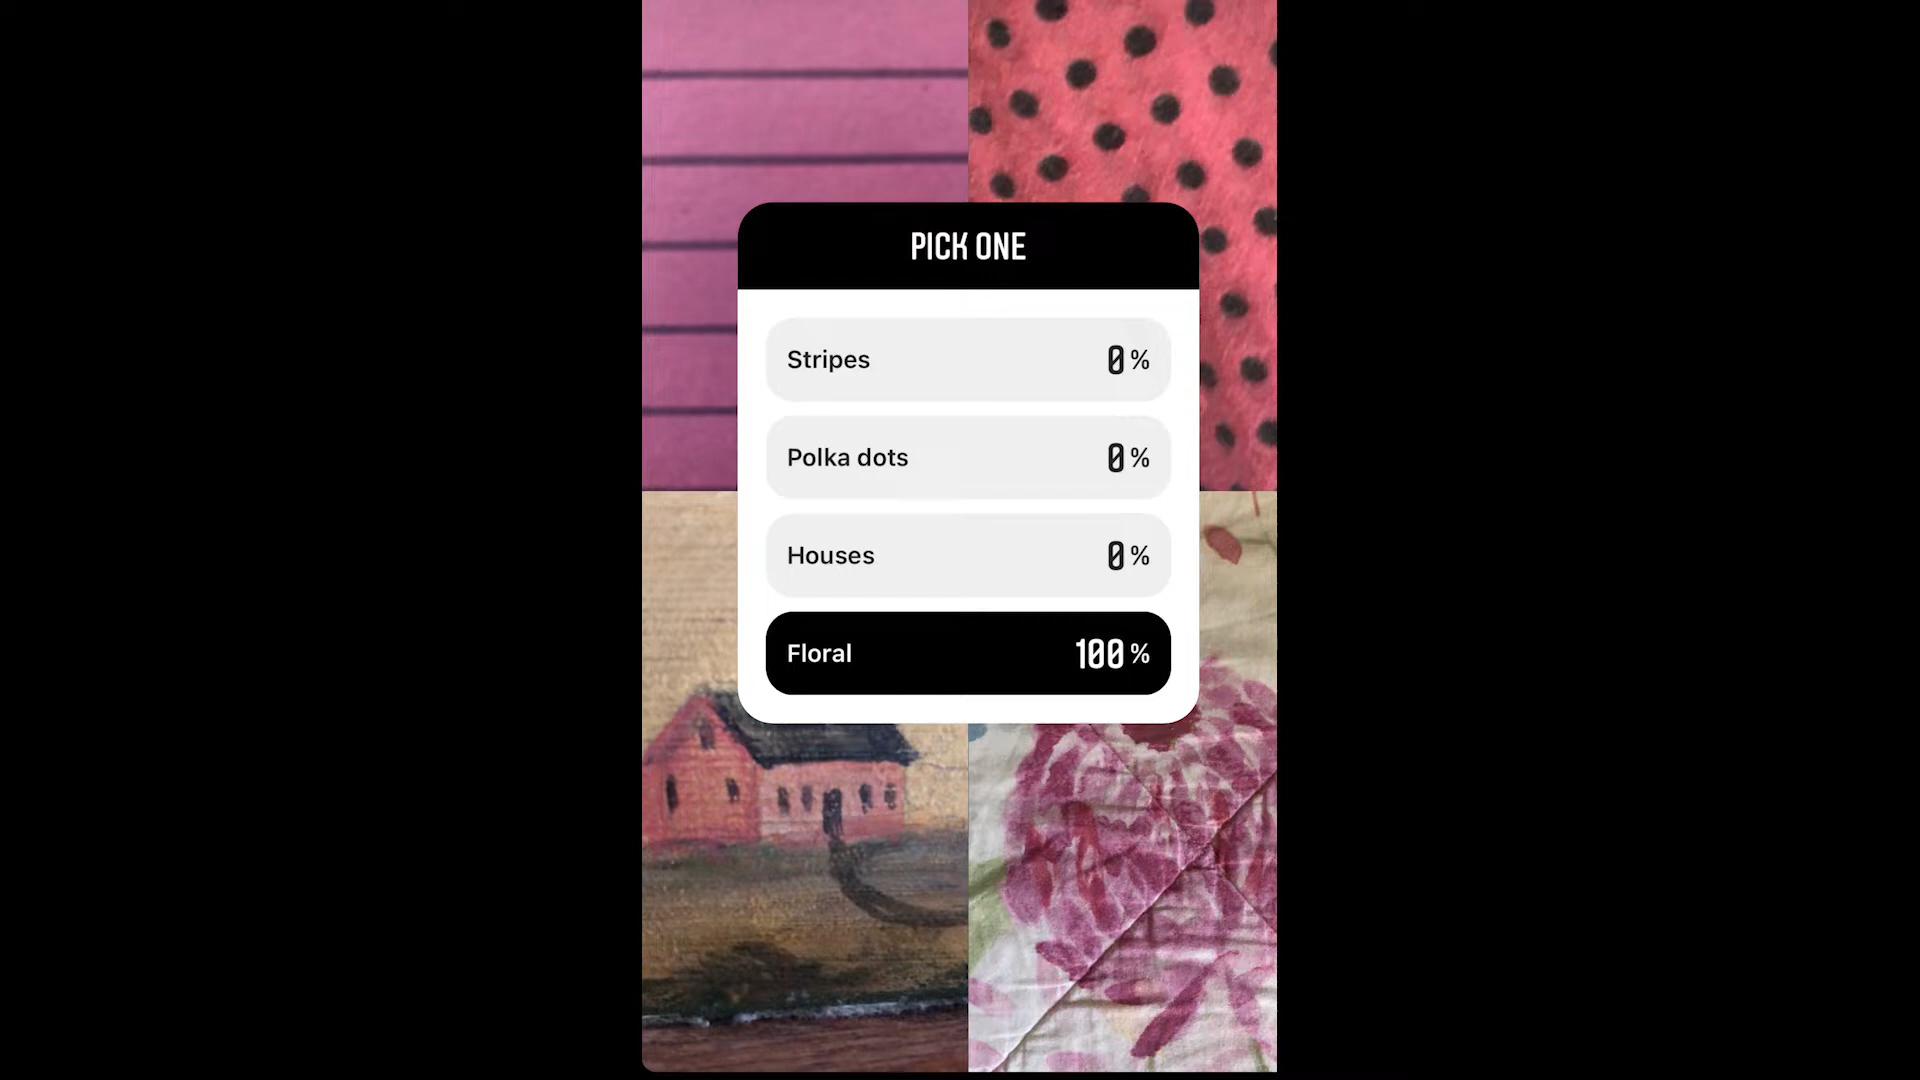 PICK ONE
Stripes 0%
Polka dots 0%
Houses 0%
Floral 100%